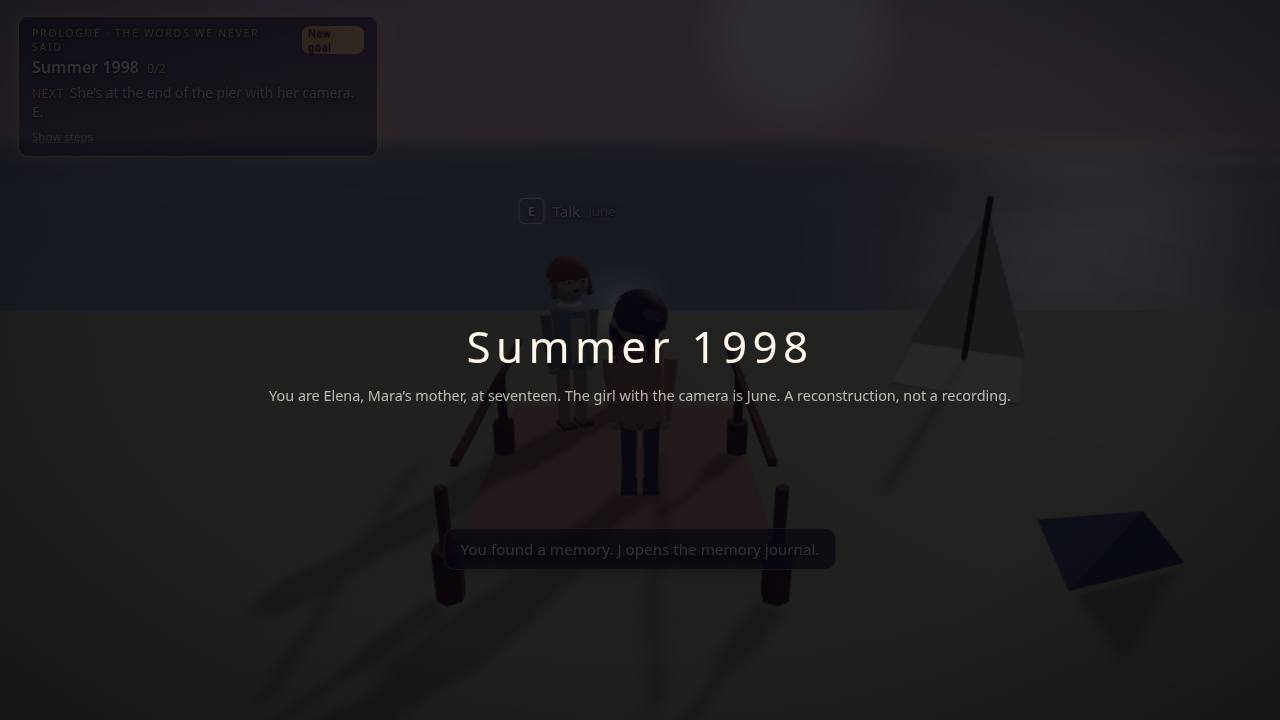 PROLOGUE · THE WORDS WE NEVER
SAID
New
goal
Summer 1998 0/2
NEXT She's at the end of the pier with her camera.
E.
Show steps
E Talk June
Summer 1998
You are Elena, Mara's mother, at seventeen. The girl with the camera is June. A reconstruction, not a recording.
You found a memory. J opens the memory journal.